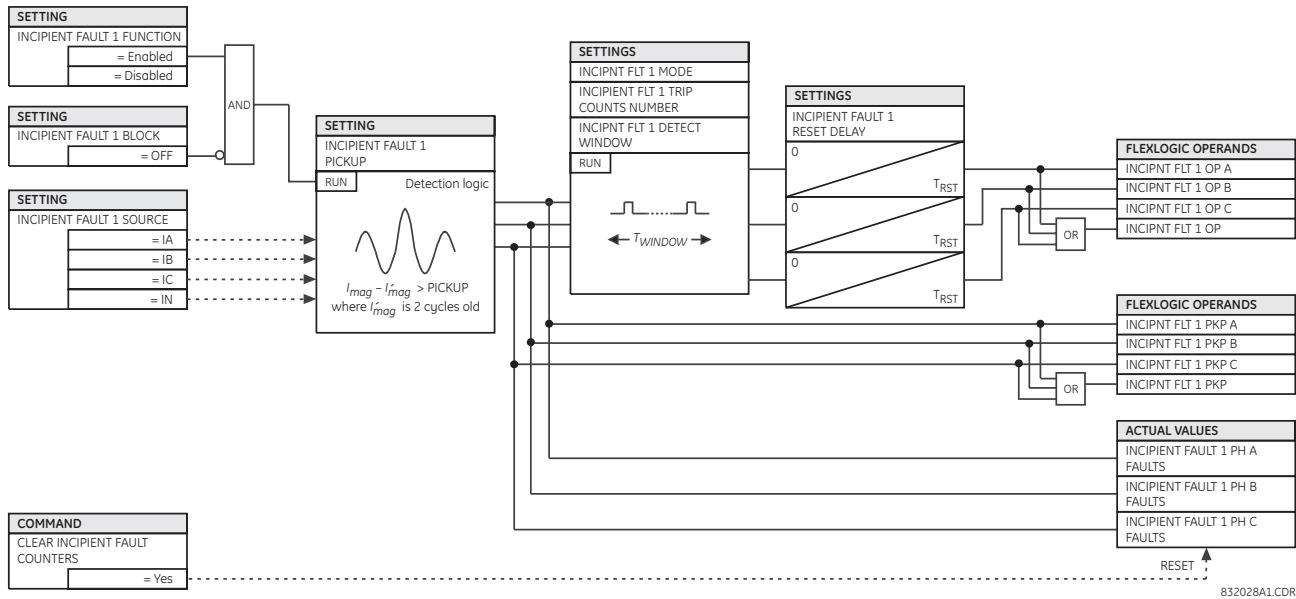 SETTING
INCIPIENT FAULT 1 FUNCTION
= Enabled
= Disabled
AND
SETTING
INCIPIENT FAULT 1 BLOCK
= OFF
SETTING
INCIPIENT FAULT 1 SOURCE
= IA
= IB
= IC
= IN
SETTING
INCIPIENT FAULT 1
PICKUP
RUN
Detection logic
Imag – I´mag > PICKUP
where I´mag is 2 cycles old
SETTINGS
INCIPNT FLT 1 MODE
INCIPIENT FLT 1 TRIP
COUNTS NUMBER
INCIPNT FLT 1 DETECT
WINDOW
RUN
TWINDOW
SETTINGS
INCIPIENT FAULT 1
RESET DELAY
0
TRST
0
TRST
0
TRST
OR
FLEXLOGIC OPERANDS
INCIPNT FLT 1 OP A
INCIPNT FLT 1 OP B
INCIPNT FLT 1 OP C
INCIPNT FLT 1 OP
OR
FLEXLOGIC OPERANDS
INCIPNT FLT 1 PKP A
INCIPNT FLT 1 PKP B
INCIPNT FLT 1 PKP C
INCIPNT FLT 1 PKP
ACTUAL VALUES
INCIPIENT FAULT 1 PH A
FAULTS
INCIPIENT FAULT 1 PH B
FAULTS
INCIPIENT FAULT 1 PH C
FAULTS
COMMAND
CLEAR INCIPIENT FAULT
COUNTERS
= Yes
RESET
832028A1.CDR